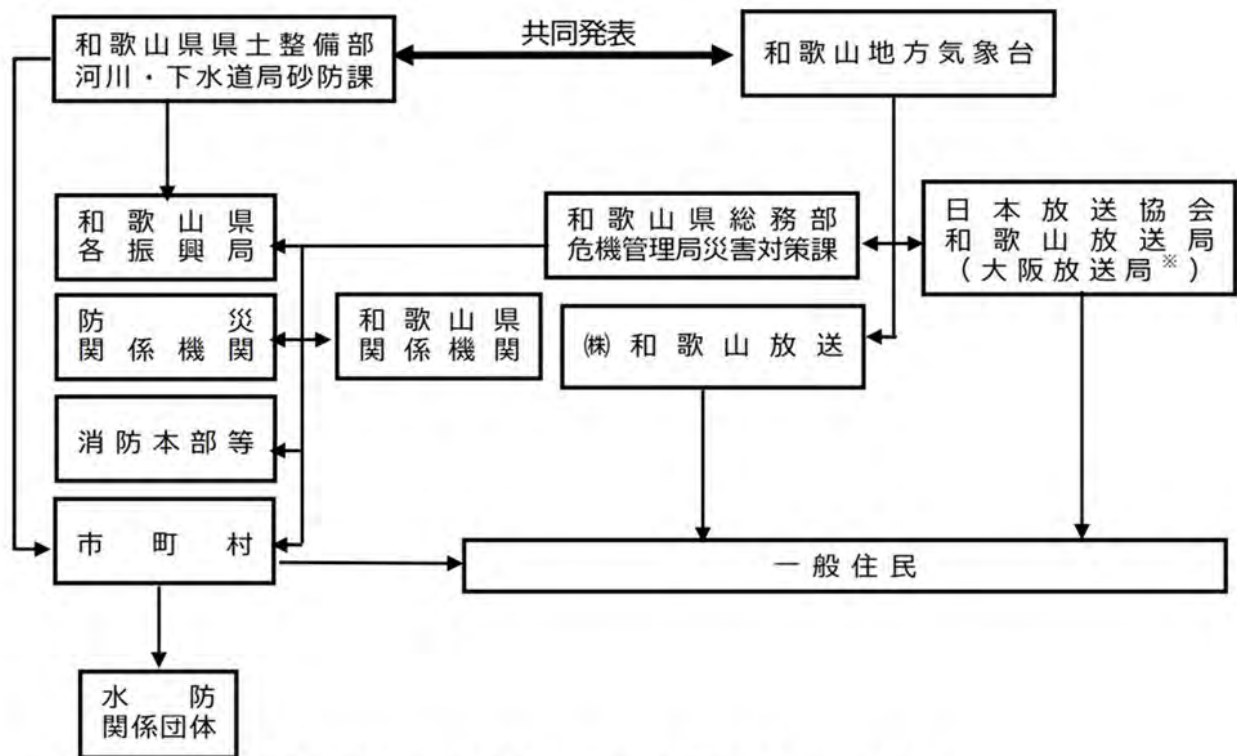 共同発表
和歌山県県土整備部
河川・下水道局砂防課
和歌山地方気象台
和歌山県
各振興局
和歌山県総務部
危機管理局災害対策課
日本放送協会
和歌山放送局
(大阪放送局※)
防災
関係機関
和歌山県
関係機関
㈱和歌山放送
消防本部等
市町村
一般住民
水防
関係団体